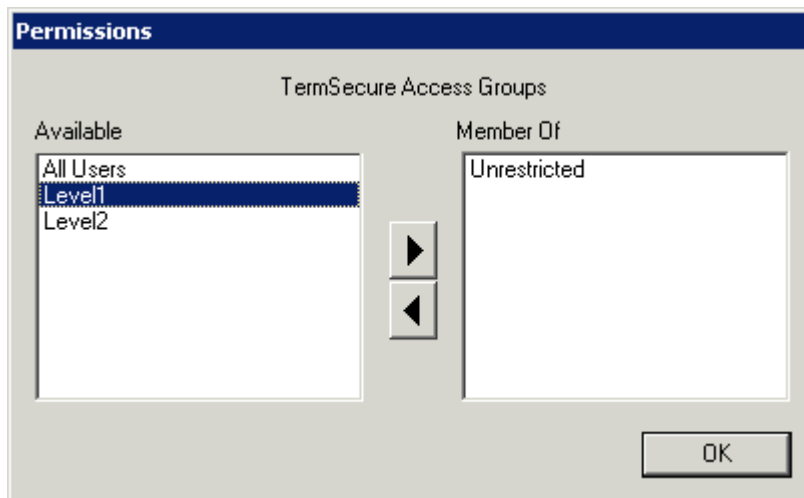 Permissions
TermSecure Access Groups
Available
Member Of
All Users
Level1
Level2
Unrestricted
OK